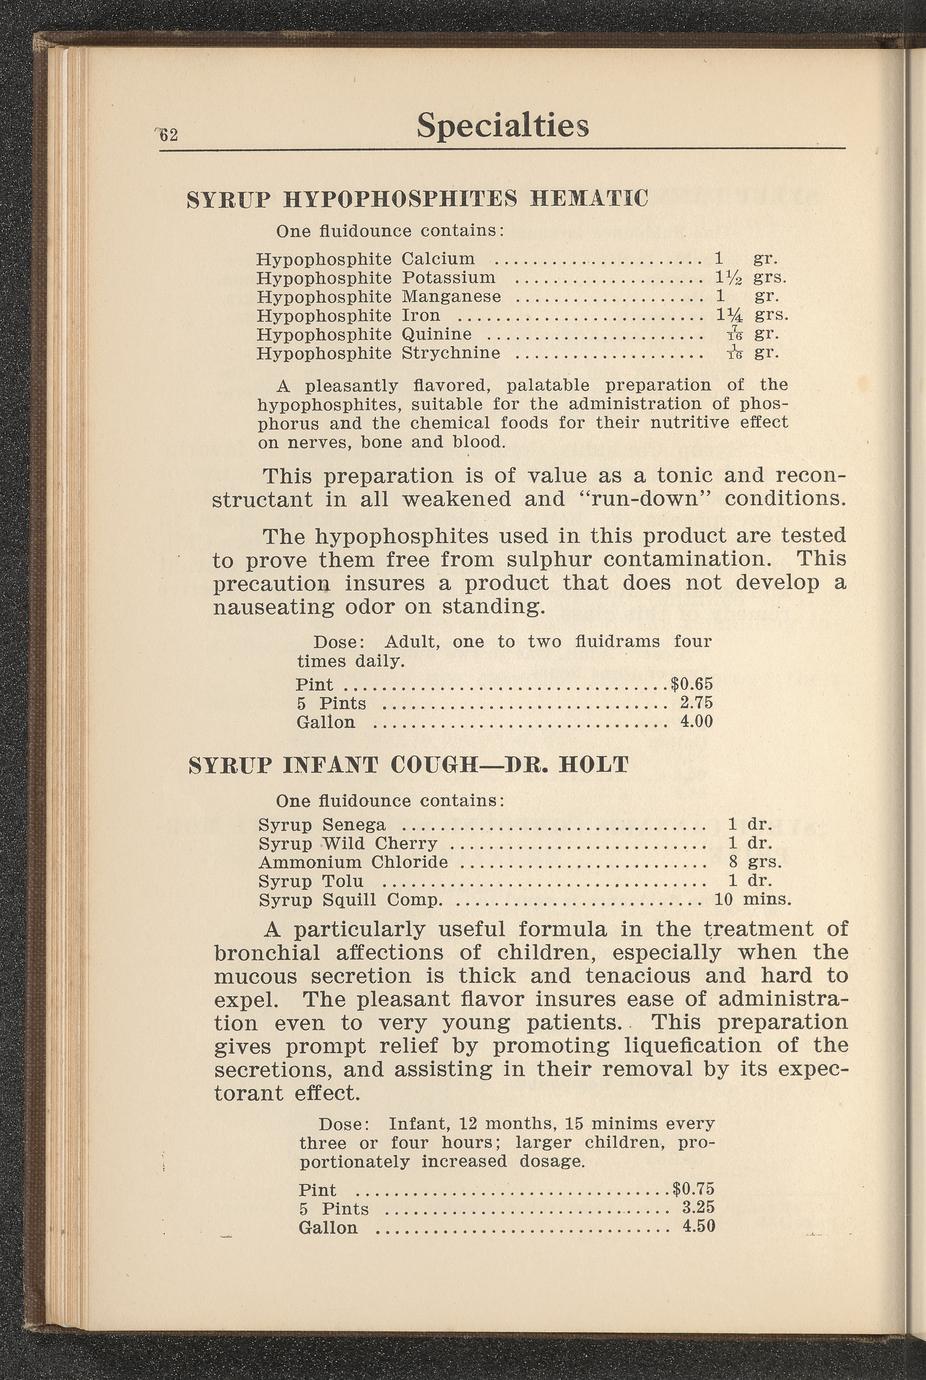 62
Specialties
SYRUP HYPOPHOSPHITES HEMATIC
One fluidounce contains:
Hypophosphite Calcium ....................... 1 gr.
Hypophosphite Potassium ..................... 1½ grs.
Hypophosphite Manganese ..................... 1 gr.
Hypophosphite Iron ............................ 1¼ grs.
Hypophosphite Quinine ........................ 7/16 gr.
Hypophosphite Strychnine ..................... 1/16 gr.
A pleasantly flavored, palatable preparation of the
hypophosphites, suitable for the administration of phos-
phorus and the chemical foods for their nutritive effect
on nerves, bone and blood.
This preparation is of value as a tonic and recon-
structant in all weakened and “run-down” conditions.
The hypophosphites used in this product are tested
to prove them free from sulphur contamination. This
precaution insures a product that does not develop a
nauseating odor on standing.
Dose: Adult, one to two fluidrams four
times daily.
Pint ....................................$0.65
5 Pints ................................ 2.75
Gallon ................................. 4.00
SYRUP INFANT COUGH—DR. HOLT
One fluidounce contains:
Syrup Senega .................................. 1 dr.
Syrup Wild Cherry ............................. 1 dr.
Ammonium Chloride ............................ 8 grs.
Syrup Tolu .................................... 1 dr.
Syrup Squill Comp. ........................... 10 mins.
A particularly useful formula in the treatment of
bronchial affections of children, especially when the
mucous secretion is thick and tenacious and hard to
expel. The pleasant flavor insures ease of administra-
tion even to very young patients. This preparation
gives prompt relief by promoting liquefication of the
secretions, and assisting in their removal by its expec-
torant effect.
Dose: Infant, 12 months, 15 minims every
three or four hours; larger children, pro-
portionately increased dosage.
Pint ...................................$0.75
5 Pints ................................ 3.25
Gallon ................................. 4.50